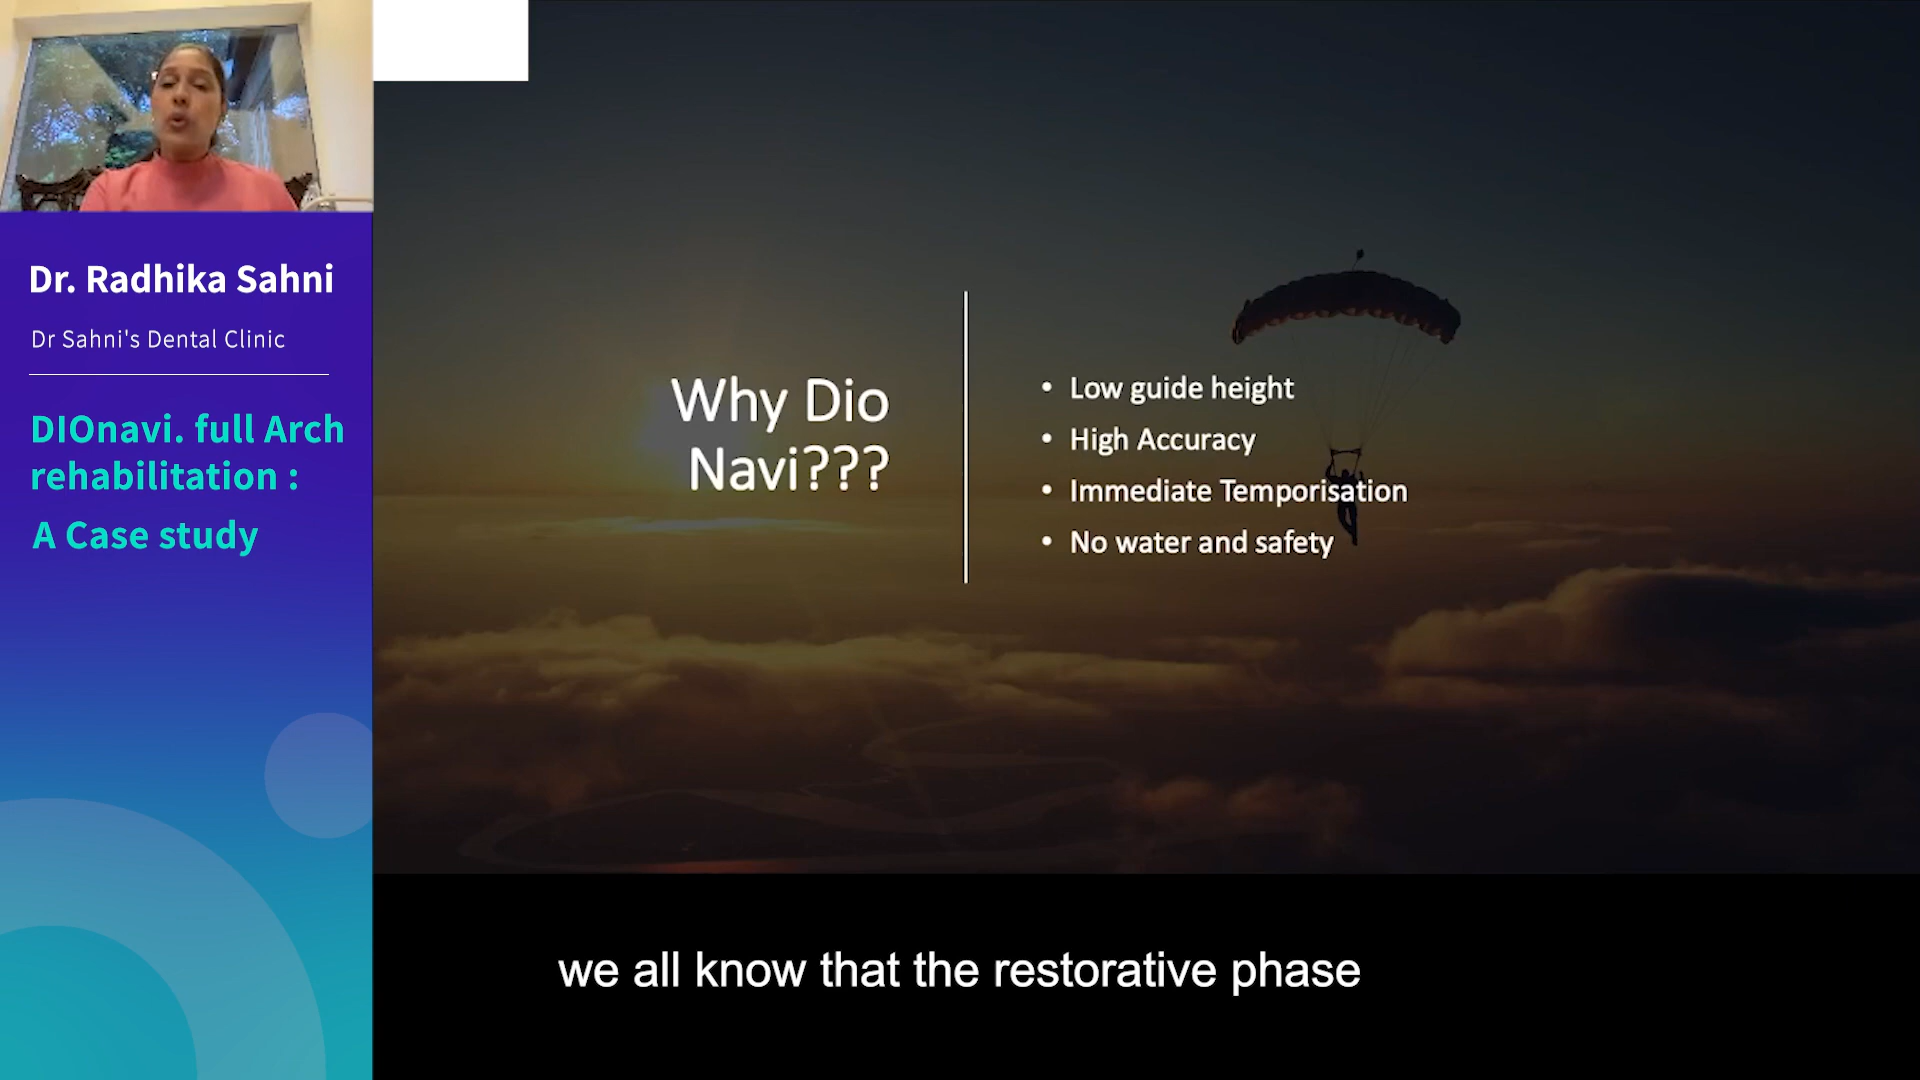 Dr. Radhika Sahni
Dr Sahni's Dental Clinic
DIOnavi. full Arch
rehabilitation :
A Case study
Why Dio
Navi???
• Low guide height
• High Accuracy
• Immediate Temporisation
• No water and safety
we all know that the restorative phase